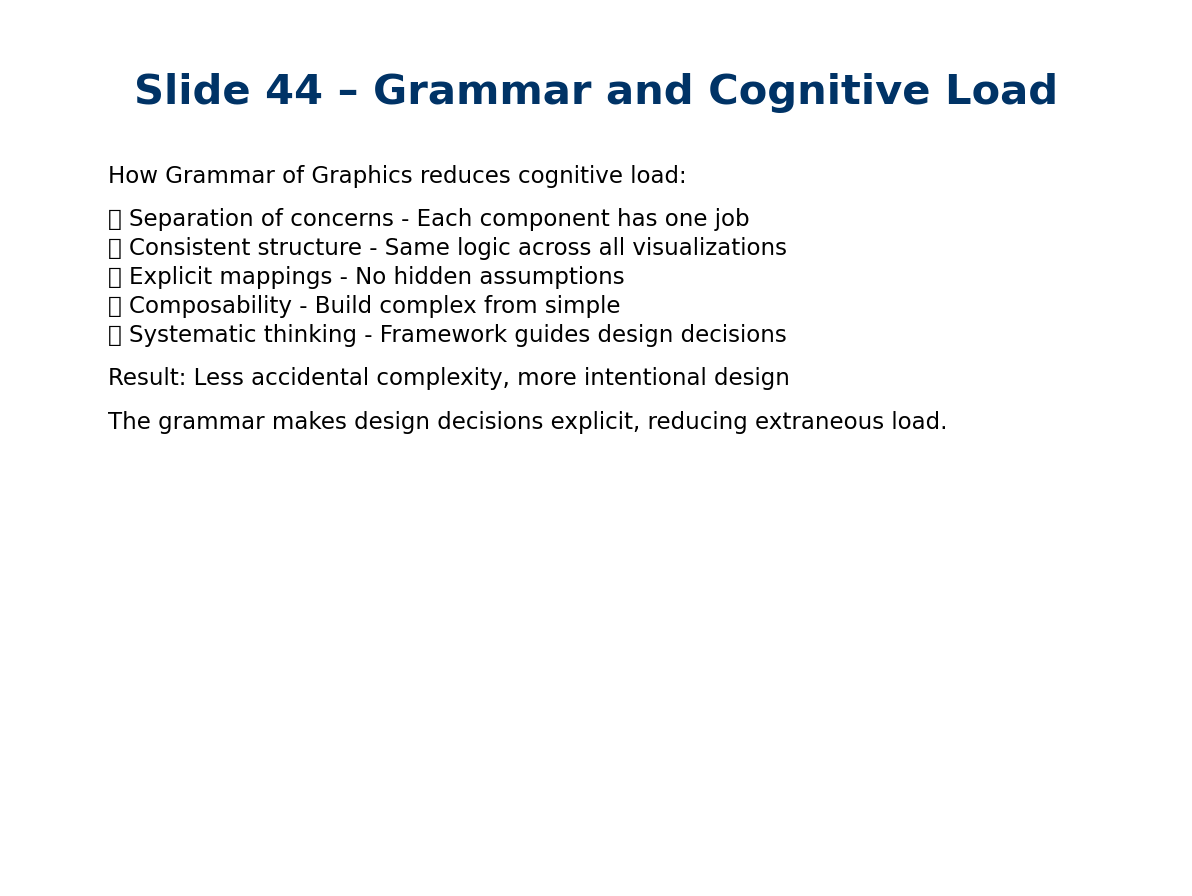 Slide 44 – Grammar and Cognitive Load
How Grammar of Graphics reduces cognitive load:
Separation of concerns - Each component has one job
Consistent structure - Same logic across all visualizations
Explicit mappings - No hidden assumptions
Composability - Build complex from simple
Systematic thinking - Framework guides design decisions
Result: Less accidental complexity, more intentional design
The grammar makes design decisions explicit, reducing extraneous load.